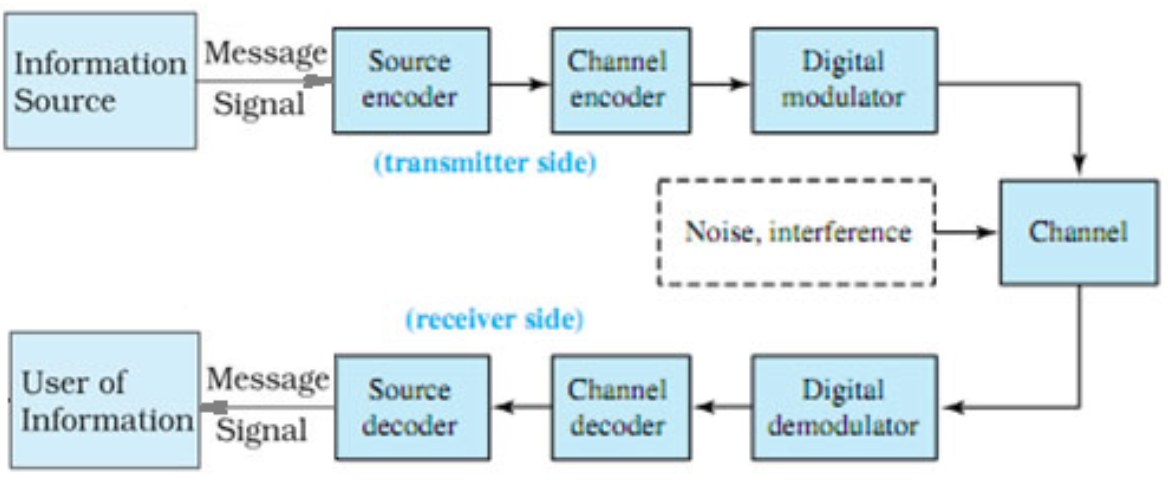 Information
Source
Message
Signal
Source
encoder
Channel
encoder
Digital
modulator
(transmitter side)
Noise, interference
Channel
(receiver side)
User of
Information
Message
Signal
Source
decoder
Channel
decoder
Digital
demodulator